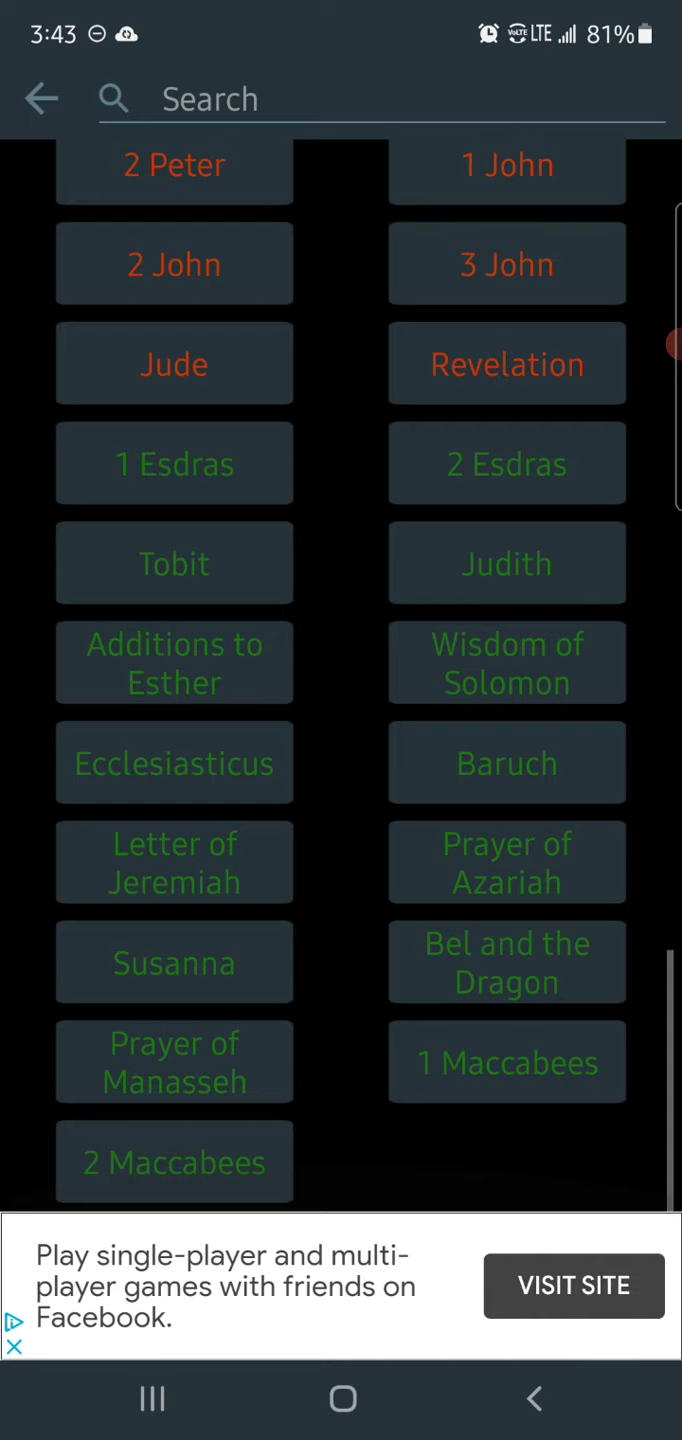 3:43
VoLTE LTE 81%
Search
2 Peter
1 John
2 John
3 John
Jude
Revelation
1 Esdras
2 Esdras
Tobit
Judith
Additions to
Esther
Wisdom of
Solomon
Ecclesiasticus
Baruch
Letter of
Jeremiah
Prayer of
Azariah
Susanna
Bel and the
Dragon
Prayer of
Manasseh
1 Maccabees
2 Maccabees
Play single-player and multi-
player games with friends on
Facebook.
VISIT SITE